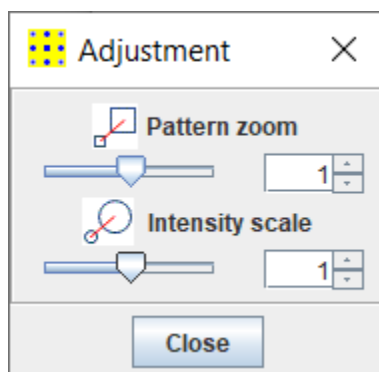 Adjustment
Pattern zoom
1
Intensity scale
1
Close